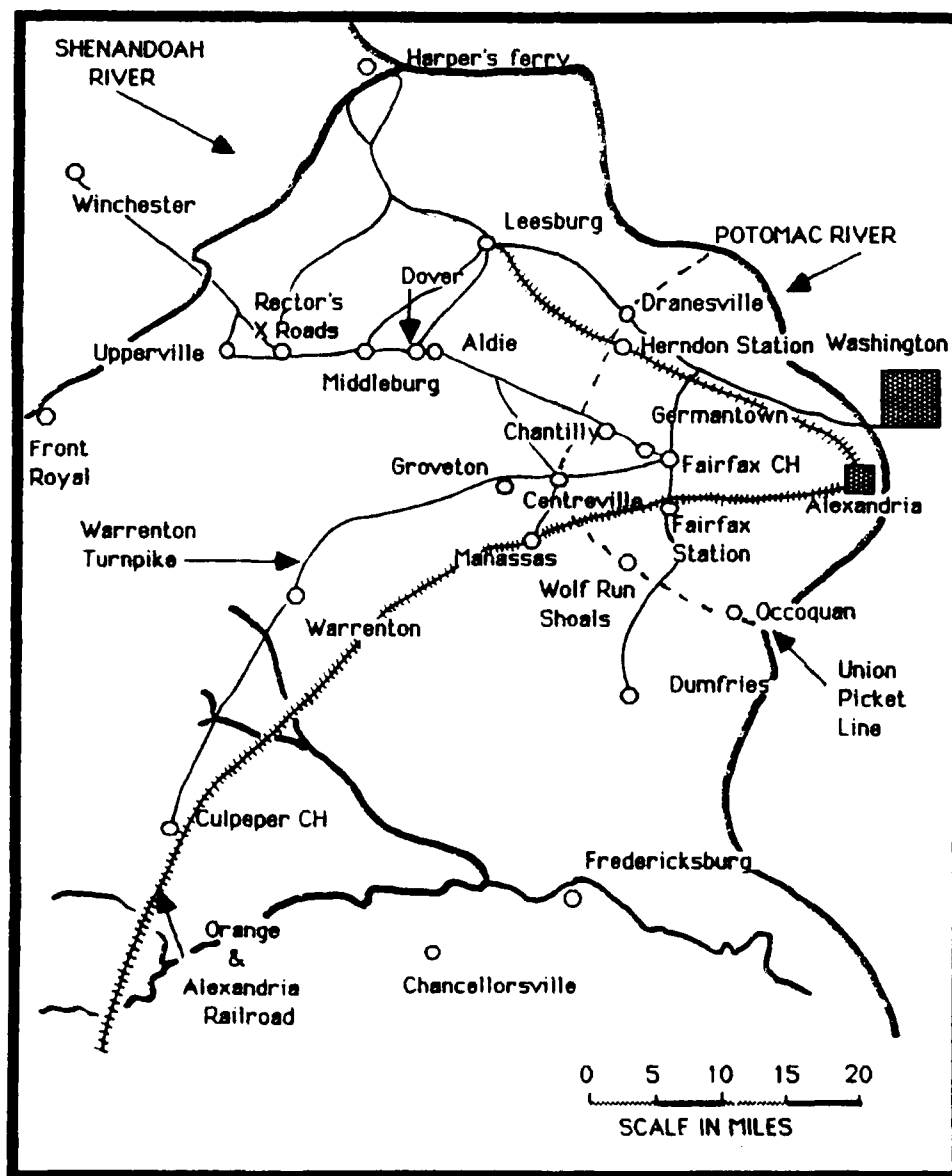 Harper's ferry
SHENANDOAH
RIVER
Winchester
Leesburg
POTOMAC RIVER
Dover
Rector's
X Roads
Dranesville
Upperville
Aldie
Herndon Station
Washington
Middleburg
Germantown
Chantilly
Front
Royal
Groveton
Fairfax CH
Centreville
Alexandria
Warrenton
Turnpike
Fairfax
Station
Manassas
Wolf Run
Shoals
Occoquan
Warrenton
Dumfries
Union
Picket
Line
Culpeper CH
Fredericksburg
Orange
&
Alexandria
Railroad
Chancellorsville
0 5 10 15 20
SCALE IN MILES